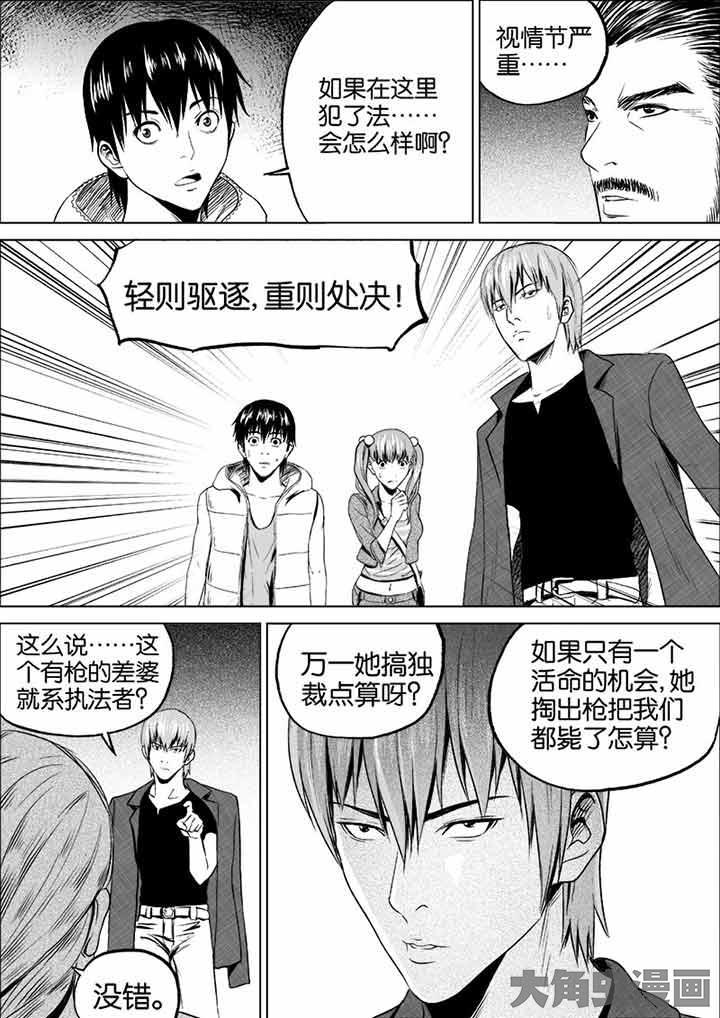 如果在这里
犯了法……
会怎么样啊？
视情节严
重……
轻则驱逐，重则处决！
这么说……这
个有枪的差婆
就系执法者？
没错。
万一她搞独
裁点算呀？
如果只有一个
活命的机会，她
掏出枪把我们
都毙了怎算？
大角9漫画